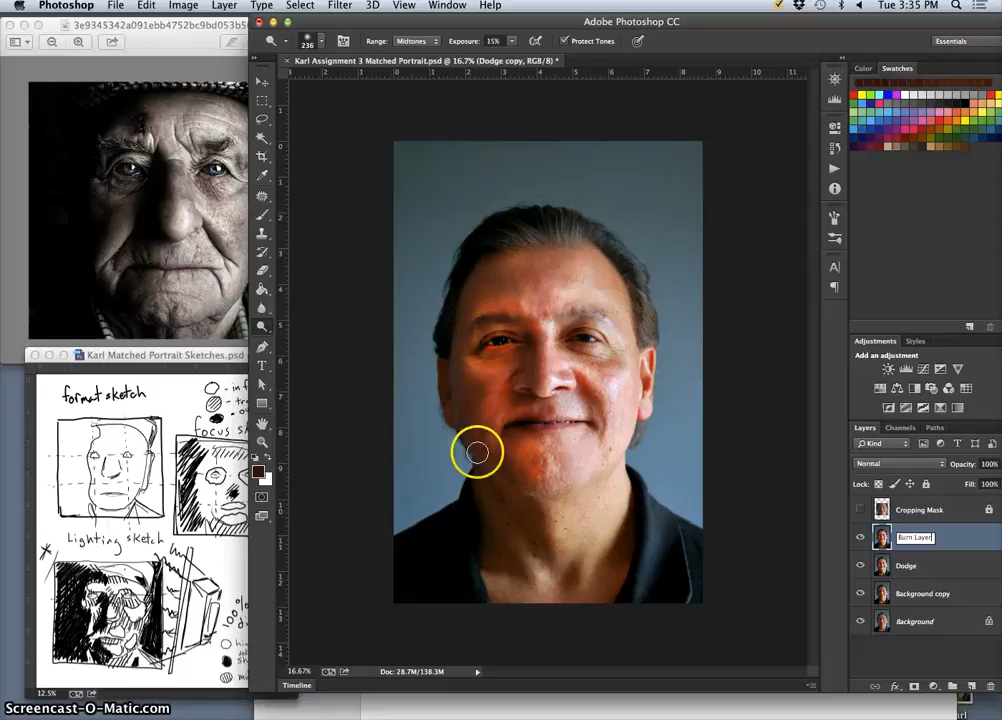 Photoshop File Edit Image Layer Type Select Filter 3D View Window Help
Tue 3:35 PM
3e9345342a091ebb4715bdd053b50
Adobe Photoshop CC
236 Range: Midtones Exposure: 15% Protect Tones
Essentials
Karl Assignment 3 Matched Portrait.psd @ 16.7% (Dodge copy, RGB/8) *
Color Swatches
Karl Matched Portrait Sketches.psd
format sketch
Lighting sketch
Adjustments Styles
Add an adjustment
Layers Channels Paths
Kind
Normal Opacity: 100%
Lock: Fill: 100%
Cropping Mask
Burn Layer
Dodge
Background copy
Background
16.67% Doc: 28.7M/138.3M
Timeline
12.5%
Screencast-O-Matic.com